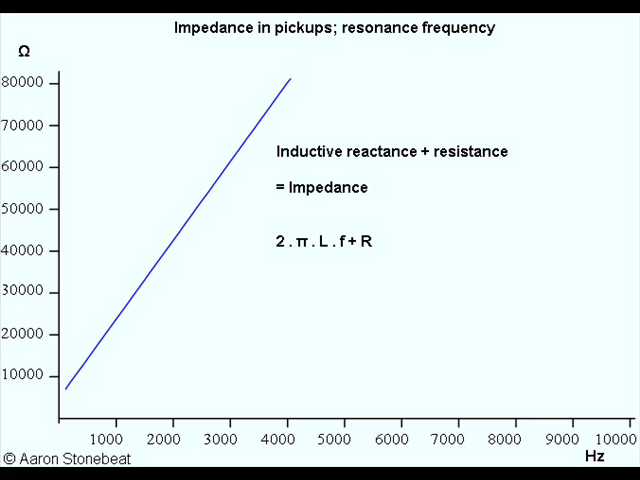 Impedance in pickups; resonance frequency
Ω
80000
70000
60000
50000
40000
30000
20000
10000
Inductive reactance + resistance
= Impedance
2 . π . L . f + R
1000 2000 3000 4000 5000 6000 7000 8000 9000 10000
Hz
© Aaron Stonebeat